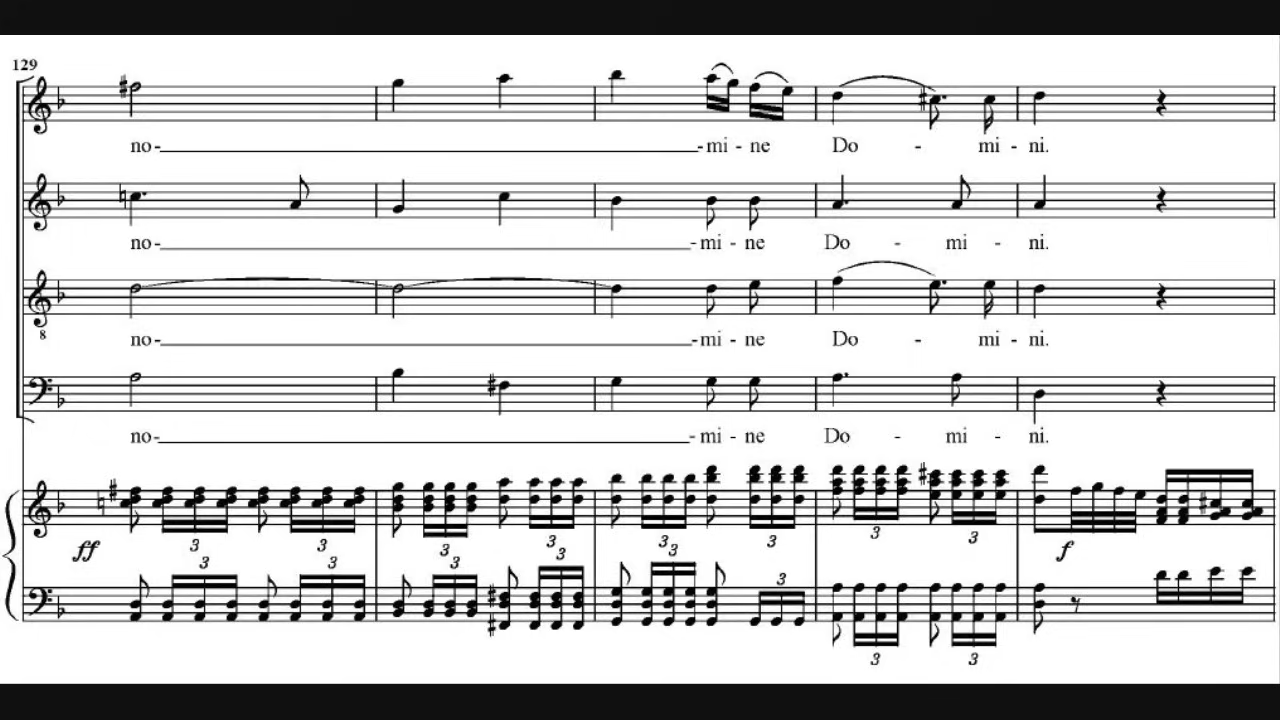 129
no- -mi - ne Do - mi - ni.
no- -mi - ne Do - mi - ni.
8
no- -mi - ne Do - mi - ni.
no- -mi - ne Do - mi - ni.
3 3 3 3 3 3 3 3
ff f
3 3 3 3 3 3 3 3